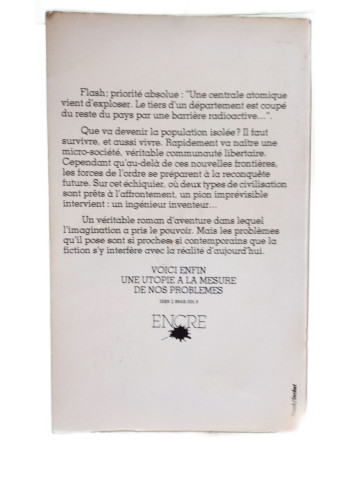 Flash; priorité absolue : "Une centrale atomique
vient d'exploser. Le tiers d'un département est coupé
du reste du pays par une barrière radioactive...".
Que va devenir la population isolée? Il faut
survivre, et aussi vivre. Rapidement va naître une
micro-société, véritable communauté libertaire.
Cependant qu'au-delà de ces nouvelles frontières,
les forces de l'ordre se préparent à la reconquête
future. Sur cet échiquier, où deux types de civilisation
sont prêts à l'affrontement, un pion imprévisible
intervient : un ingénieur inventeur...
Un véritable roman d'aventure dans lequel
l'imagination a pris le pouvoir. Mais les problèmes
qu'il pose sont si proches, si contemporains que la
fiction s'y interfère avec la réalité d'aujourd'hui.
VOICI ENFIN
UNE UTOPIE A LA MESURE
DE NOS PROBLEMES
ISBN
ENCRE